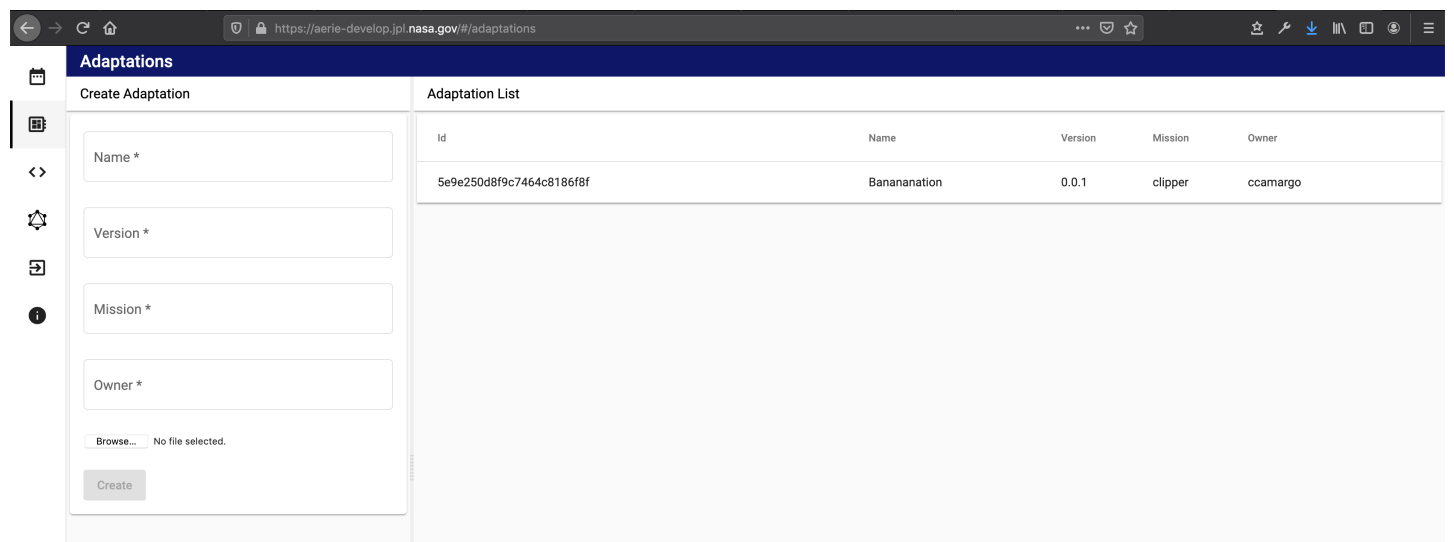 https://aerie-develop.jpl.nasa.gov/#/adaptations
Adaptations
Create Adaptation
Name *
Version *
Mission *
Owner *
Browse... No file selected.
Create
Adaptation List
Id Name Version Mission Owner
5e9e250d8f9c7464c8186f8f Banananation 0.0.1 clipper ccamargo